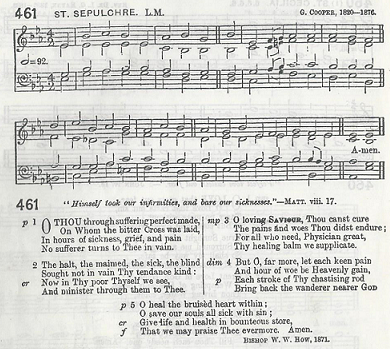 461 ST. SEPULCHRE. L.M. G. COOPER, 1820–1876.
=92.
A-men.
461
"Himself took our infirmities, and bare our sicknesses."—MATT. viii. 17.
p 1 O THOU through suffering perfect made,
On Whom the bitter Cross was laid,
In hours of sickness, grief, and pain
No sufferer turns to Thee in vain.
2 The halt, the maimed, the sick, the blind
Sought not in vain Thy tendance kind:
cr Now in Thy poor Thyself we see,
And minister through them to Thee.
mp 3 O loving SAVIOUR, Thou canst cure
The pains and woes Thou didst endure;
For all who need, Physician great,
Thy healing balm we supplicate.
dim 4 But O, far more, let each keen pain
And hour of woe be Heavenly gain,
p Each stroke of Thy chastising rod
Bring back the wanderer nearer GOD
p 5 O heal the bruisèd heart within;
O save our souls all sick with sin;
cr Give life and health in bounteous store,
f That we may praise Thee evermore. Amen.
BISHOP W. W. HOW, 1871.